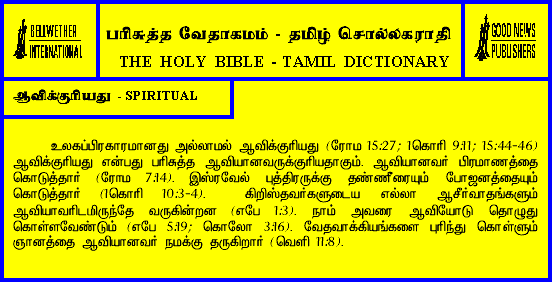 BELLWETHER
INTERNATIONAL
பரிசுத்த வேதாகமம் - தமிழ் சொல்லகராதி
THE HOLY BIBLE - TAMIL DICTIONARY
GOOD NEWS
PUBLISHERS
ஆவிக்குரியது - SPIRITUAL
உலகப்பிரகாரமானது அல்லாமல் ஆவிக்குரியது (ரோம 15:27; 1கொரி 9:11; 15:44-46)
ஆவிக்குரியது என்பது பரிசுத்த ஆவியானவருக்குரியதாகும். ஆவியானவர் பிரமாணத்தை
கொடுத்தார் (ரோம 7:14). இஸ்ரவேல் புத்திரருக்கு தண்ணீரையும் போஜனத்தையும்
கொடுத்தார் (1கொரி 10:3-4). கிறிஸ்தவர்களுடைய எல்லா ஆசீர்வாதங்களும்
ஆவியாவரிடமிருந்தே வருகின்றன (எபே 1:3). நாம் அவரை ஆவியோடு தொழுது
கொள்ளவேண்டும் (எபே 5:19; கொலோ 3:16). வேதவாக்கியங்களை புரிந்து கொள்ளும்
ஞானத்தை ஆவியானவர் நமக்கு தருகிறார் (வெளி 11:8).